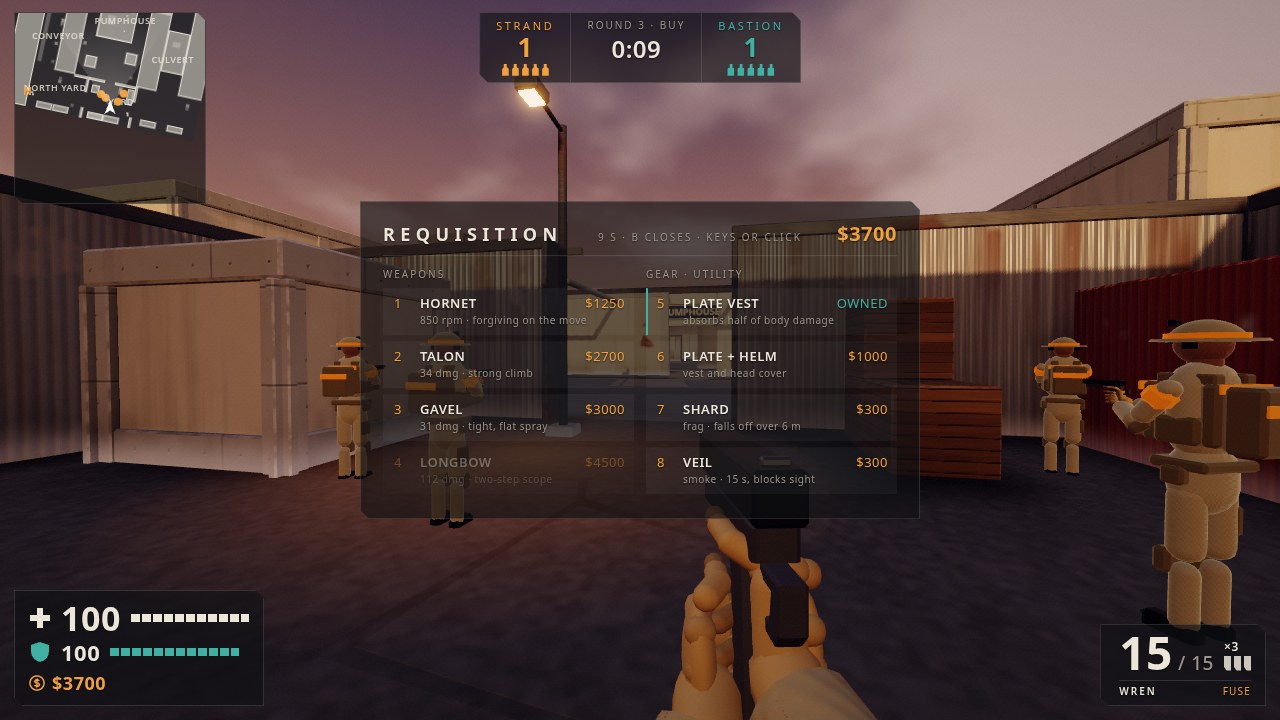 PUMPHOUSE
CONVEYOR
CULVERT
NORTH YARD
STRAND
1
ROUND 3 · BUY
0:09
BASTION
1
REQUISITION
9 S · B CLOSES · KEYS OR CLICK
$3700
WEAPONS
1 HORNET $1250
850 rpm · forgiving on the move
2 TALON $2700
34 dmg · strong climb
3 GAVEL $3000
31 dmg · tight, flat spray
4 LONGBOW $4500
112 dmg · two-step scope
GEAR · UTILITY
5 PLATE VEST OWNED
absorbs half of body damage
6 PLATE + HELM $1000
vest and head cover
7 SHARD $300
frag · falls off over 6 m
8 VEIL $300
smoke · 15 s, blocks sight
PUMPHOUSE
100
100
$ $3700
15 / 15 ×3
WREN FUSE